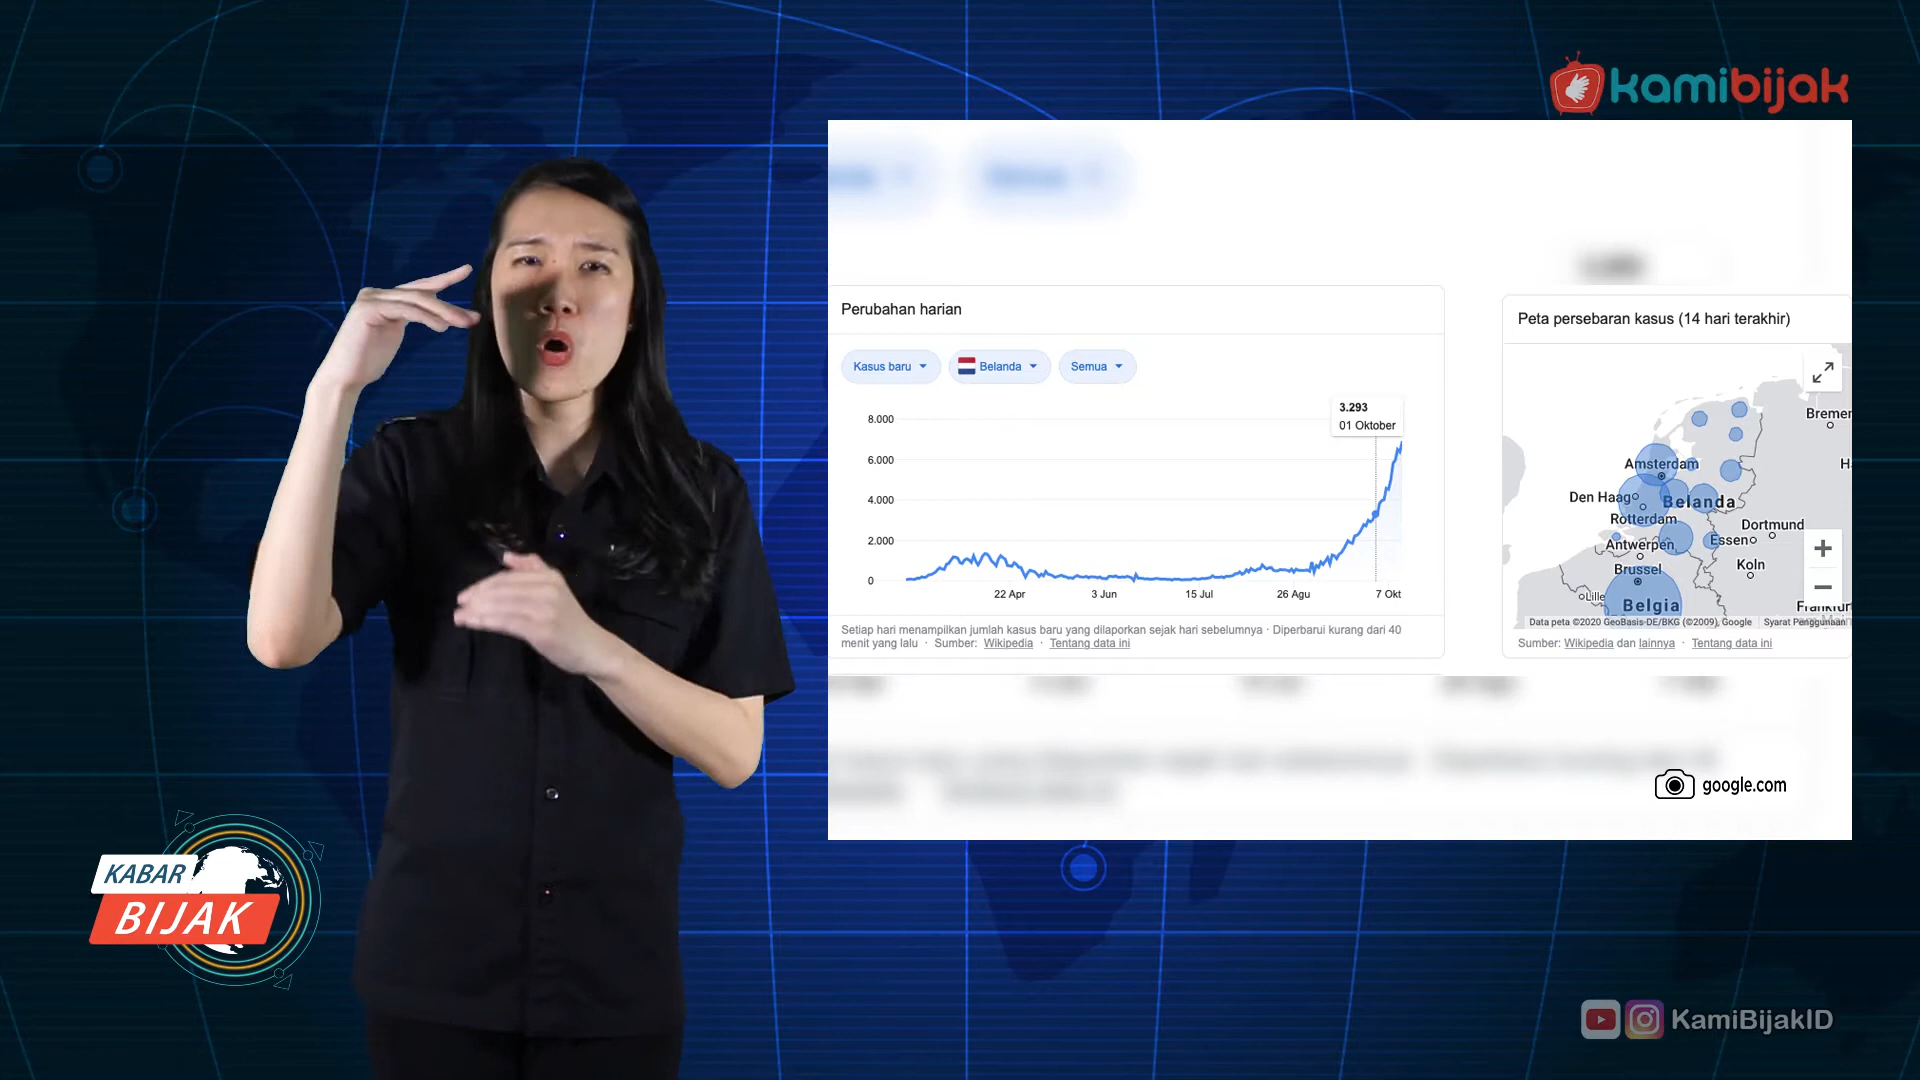 kamibijak
Semua
Perubahan harian
Kasus baru
Belanda
Semua
3.293
01 Oktober
8.000
6.000
4.000
2.000
0
22 Apr
3 Jun
15 Jul
26 Agu
7 Okt
Setiap hari menampilkan jumlah kasus baru yang dilaporkan sejak hari sebelumnya · Diperbarui kurang dari 40
menit yang lalu · Sumber: Wikipedia · Tentang data ini
Peta persebaran kasus (14 hari terakhir)
Bremen
H
Amsterdam
Den Haag
Belanda
Rotterdam
Dortmund
Antwerpen
Essen
Brussel
Koln
Lille
Belgia
Frankfurt
Data peta ©2020 GeoBasis-DE/BKG (©2009), Google
Syarat Penggunaan
Sumber: Wikipedia dan lainnya · Tentang data ini
google.com
KABAR
BIJAK
KamiBijakID